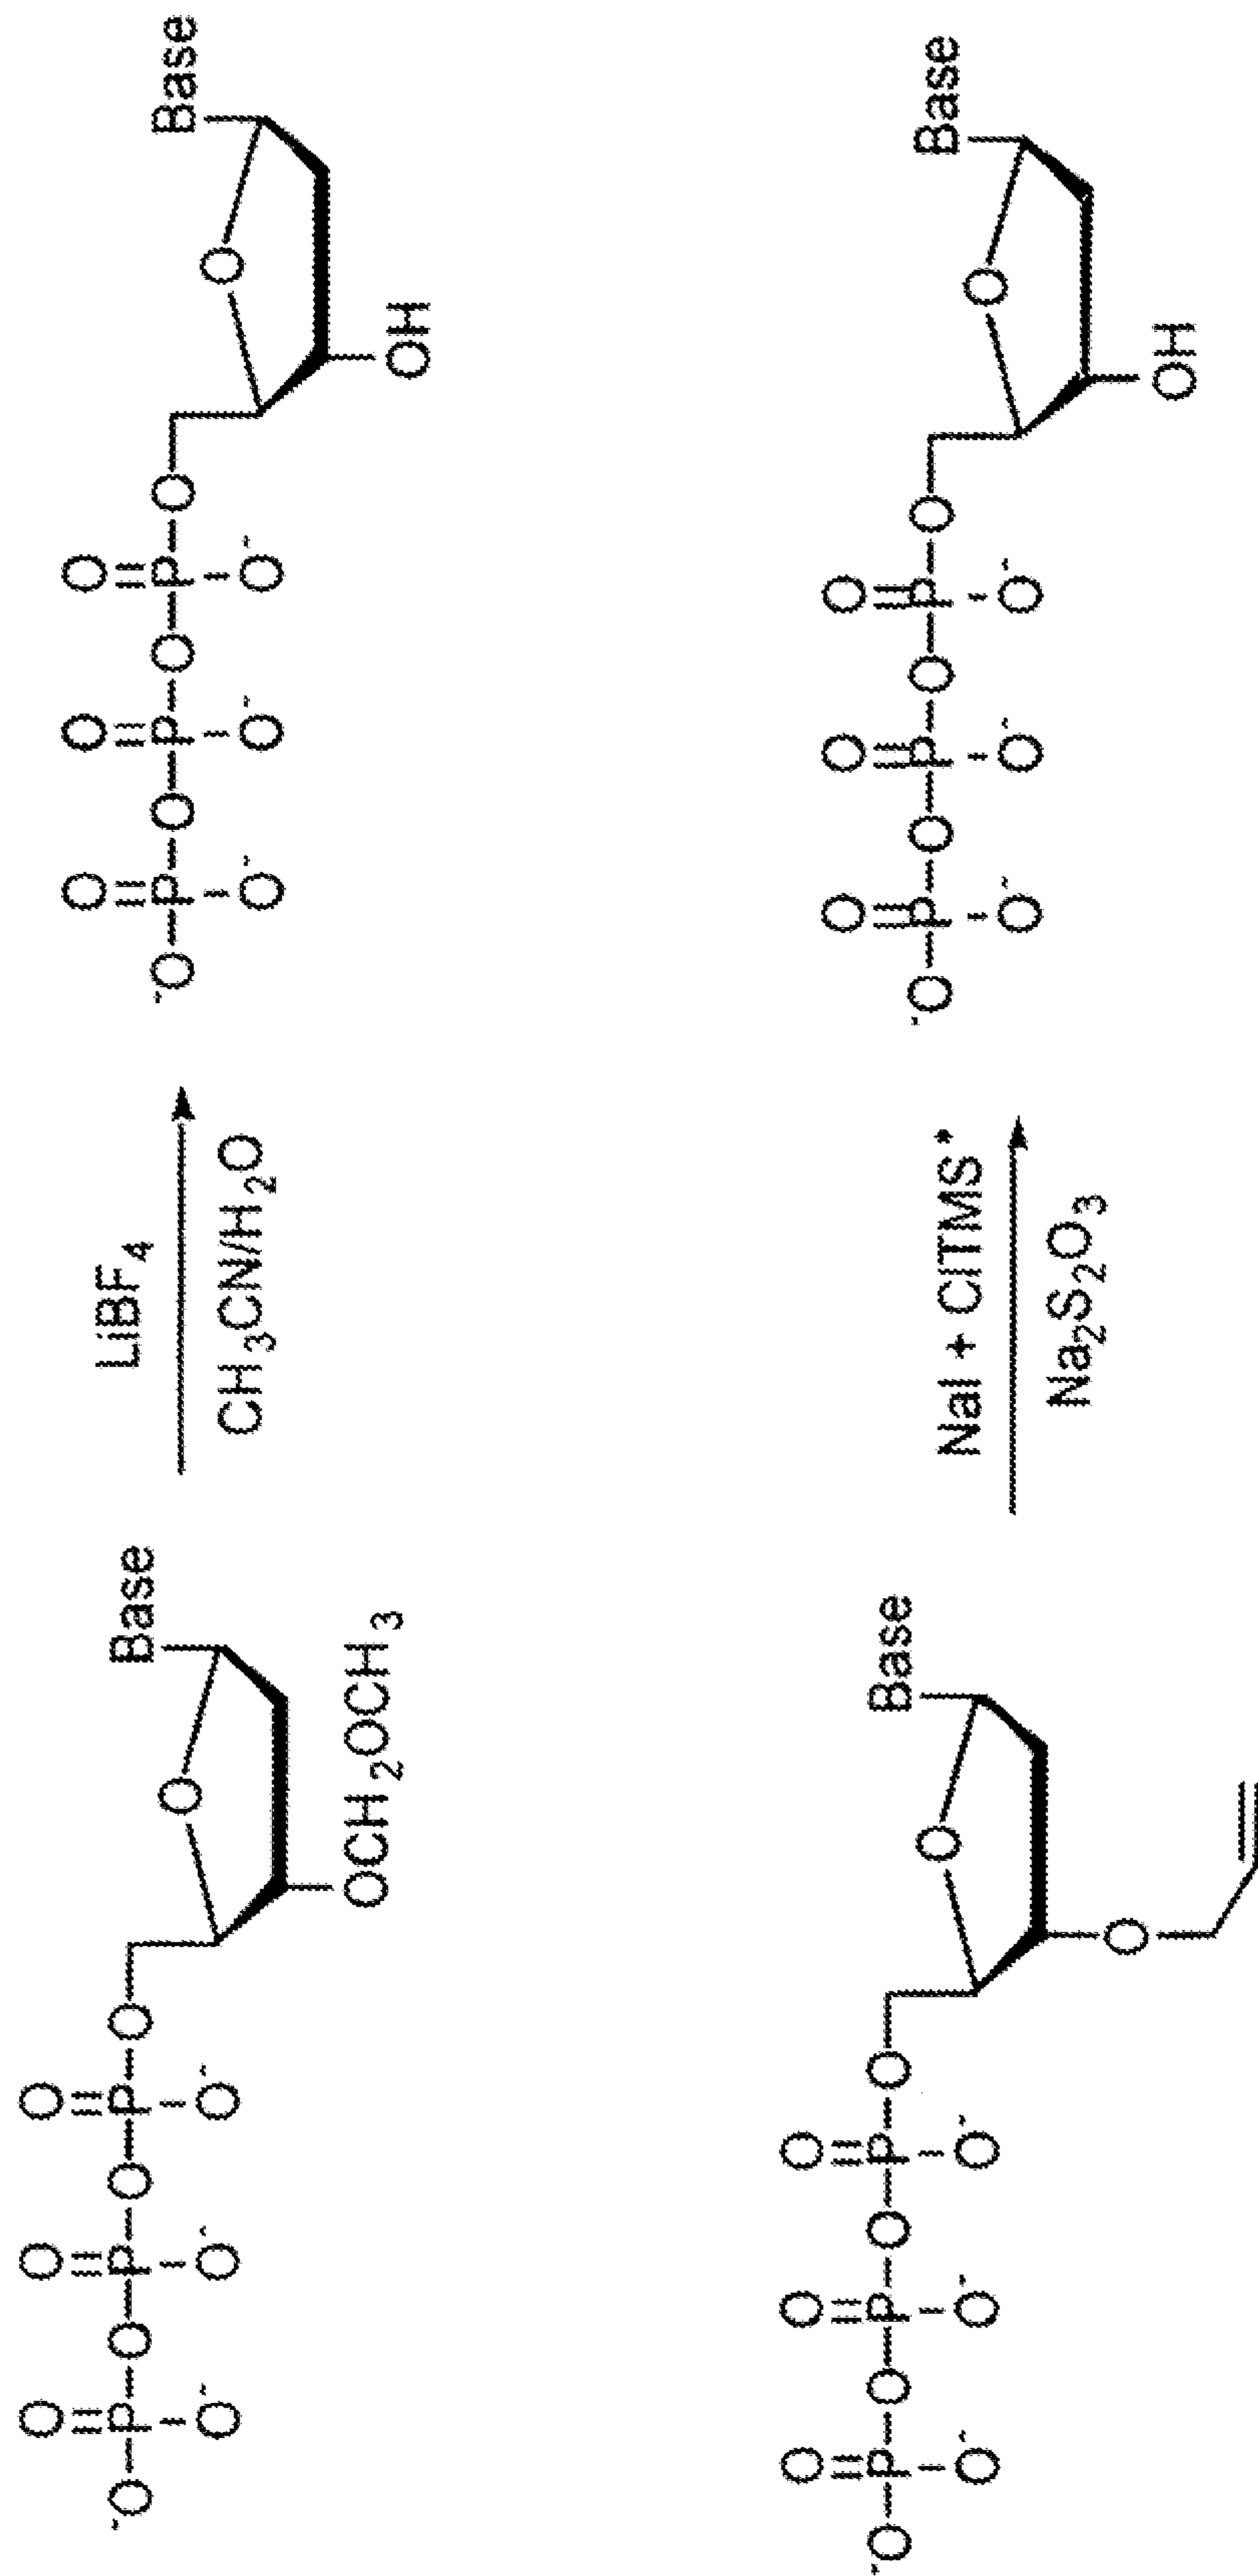 O O O Base
⁻O–P–O–P–O–P–O
O⁻ O⁻ O⁻ O
OCH₂OCH₃
LiBF₄
CH₃CN/H₂O
O O O Base
⁻O–P–O–P–O–P–O
O⁻ O⁻ O⁻ O
OH
O O O Base
⁻O–P–O–P–O–P–O
O⁻ O⁻ O⁻ O
O
NaI + ClTMS*
Na₂S₂O₃
O O O Base
⁻O–P–O–P–O–P–O
O⁻ O⁻ O⁻ O
OH